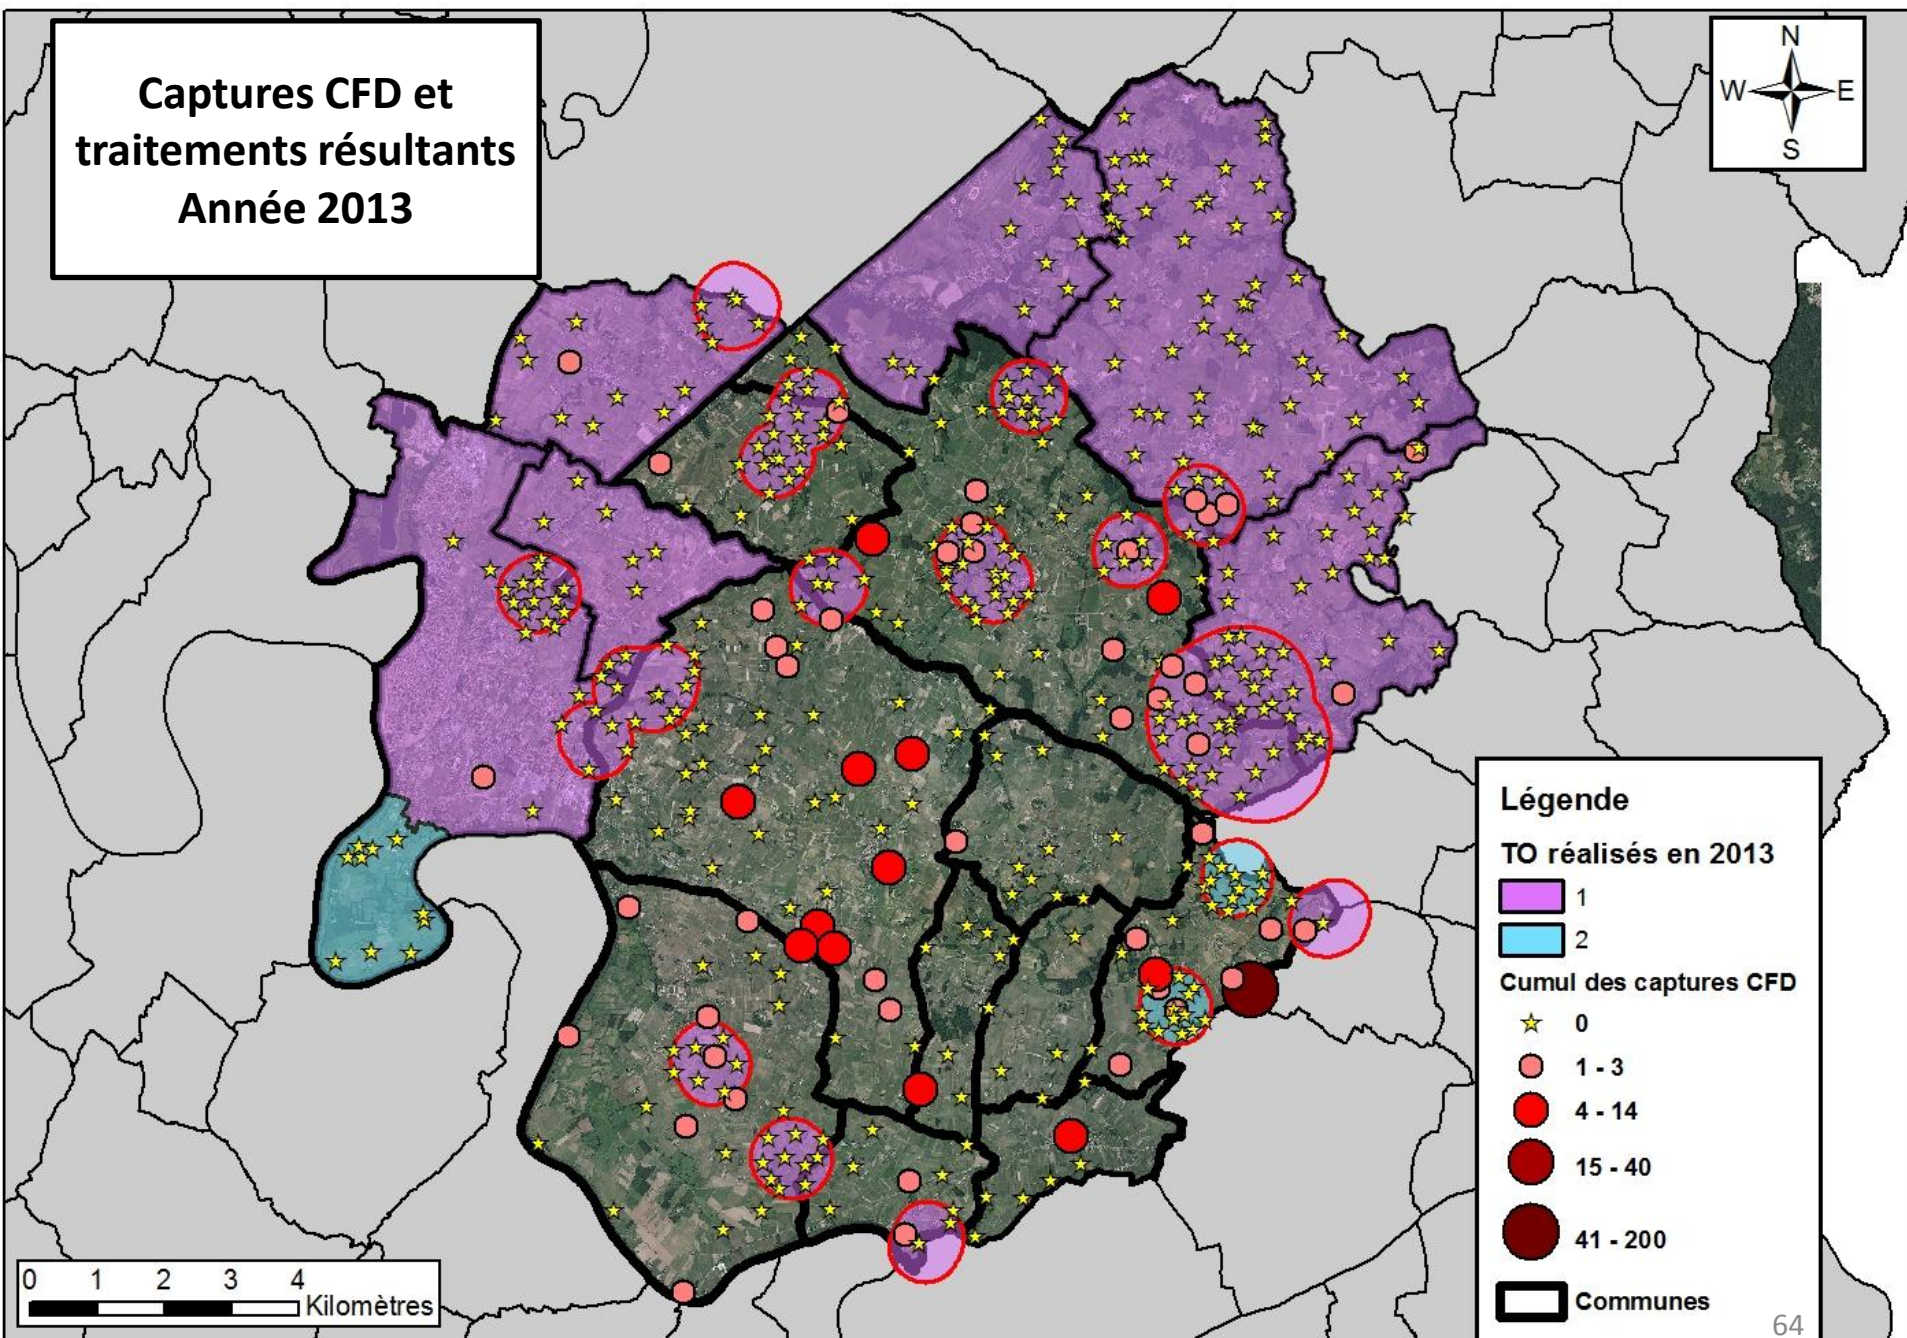 Captures CFD et
traitements résultants
Année 2013
N
W E
S
Légende
TO réalisés en 2013
1
2
Cumul des captures CFD
0
1 - 3
4 - 14
15 - 40
41 - 200
Communes
0 1 2 3 4
Kilomètres
64